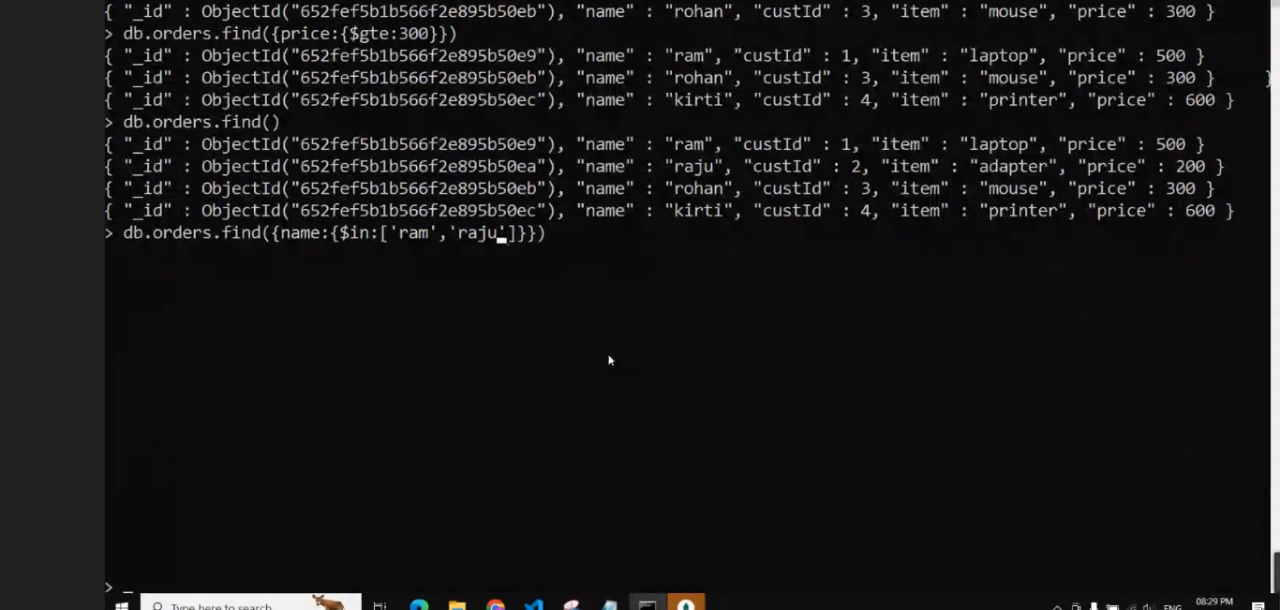 { "_id" : ObjectId("652fef5b1b566f2e895b50eb"), "name" : "rohan", "custId" : 3, "item" : "mouse", "price" : 300 }
> db.orders.find({price:{$gte:300}})
{ "_id" : ObjectId("652fef5b1b566f2e895b50e9"), "name" : "ram", "custId" : 1, "item" : "laptop", "price" : 500 }
{ "_id" : ObjectId("652fef5b1b566f2e895b50eb"), "name" : "rohan", "custId" : 3, "item" : "mouse", "price" : 300 } }
{ "_id" : ObjectId("652fef5b1b566f2e895b50ec"), "name" : "kirti", "custId" : 4, "item" : "printer", "price" : 600 }
> db.orders.find()
{ "_id" : ObjectId("652fef5b1b566f2e895b50e9"), "name" : "ram", "custId" : 1, "item" : "laptop", "price" : 500 }
{ "_id" : ObjectId("652fef5b1b566f2e895b50ea"), "name" : "raju", "custId" : 2, "item" : "adapter", "price" : 200 }
{ "_id" : ObjectId("652fef5b1b566f2e895b50eb"), "name" : "rohan", "custId" : 3, "item" : "mouse", "price" : 300 }
{ "_id" : ObjectId("652fef5b1b566f2e895b50ec"), "name" : "kirti", "custId" : 4, "item" : "printer", "price" : 600 }
> db.orders.find({name:{$in:['ram','raju']}})
> _
Type here to search
08:29 PM
ENG